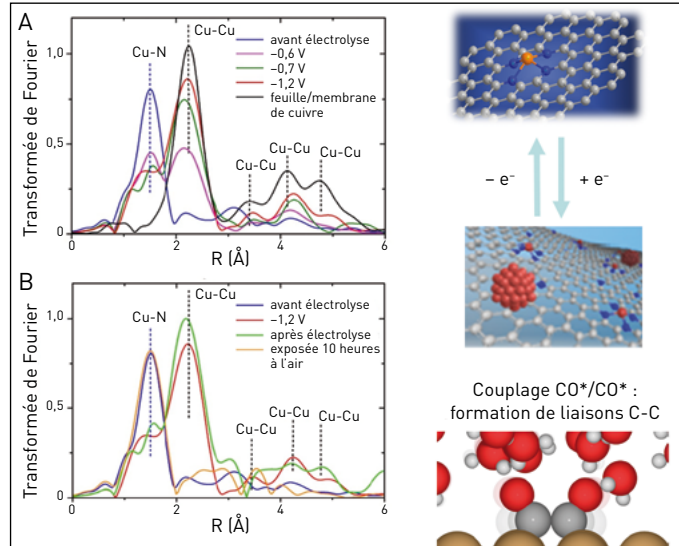 A
Transformée de Fourier
1,0
0,5
0
Cu-N
Cu-Cu
Cu-Cu
Cu-Cu
Cu-Cu
avant électrolyse
−0,6 V
−0,7 V
−1,2 V
feuille/membrane
de cuivre
0
2
4
6
R (Å)
B
Transformée de Fourier
1,0
0,5
0
Cu-N
Cu-Cu
Cu-Cu
Cu-Cu
Cu-Cu
avant électrolyse
−1,2 V
après électrolyse
exposée 10 heures
à l'air
0
2
4
6
R (Å)
− e⁻
+ e⁻
Couplage CO*/CO* :
formation de liaisons C-C